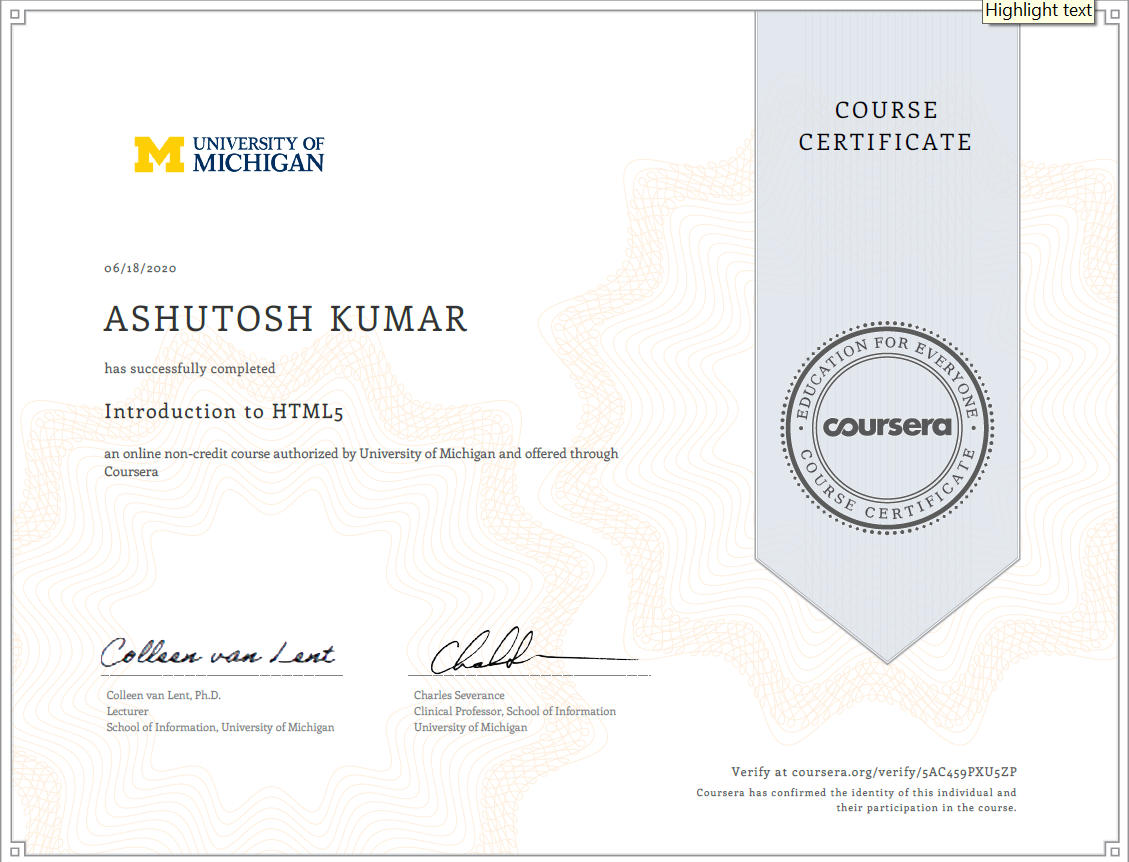 Highlight text
COURSE
CERTIFICATE
UNIVERSITY OF
MICHIGAN
06/18/2020
ASHUTOSH KUMAR
has successfully completed
Introduction to HTML5
an online non-credit course authorized by University of Michigan and offered through
Coursera
EDUCATION FOR EVERYONE
coursera
COURSE CERTIFICATE
Colleen van Lent
Colleen van Lent, Ph.D.
Lecturer
School of Information, University of Michigan
Charles Severance
Clinical Professor, School of Information
University of Michigan
Verify at coursera.org/verify/5AC459PXU5ZP
Coursera has confirmed the identity of this individual and
their participation in the course.